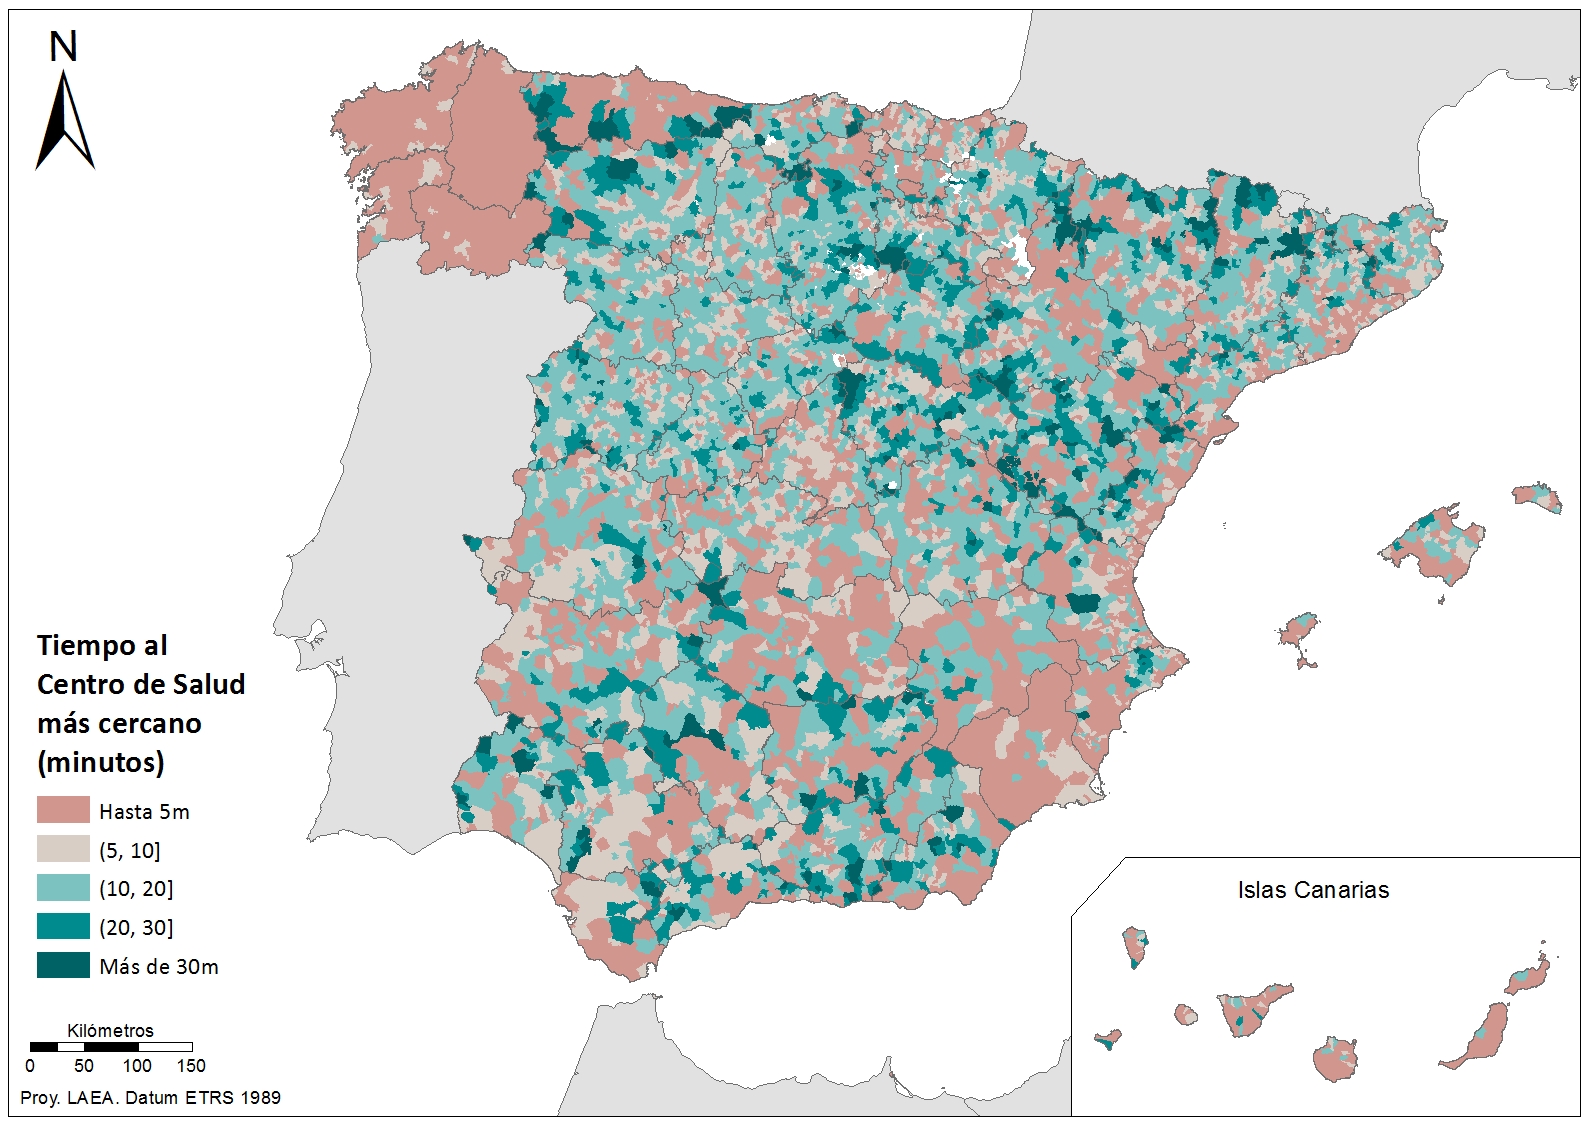 N
Tiempo al
Centro de Salud
más cercano
(minutos)
Hasta 5m
(5, 10]
(10, 20]
(20, 30]
Más de 30m
Kilómetros
0 50 100 150
Proy. LAEA. Datum ETRS 1989
Islas Canarias